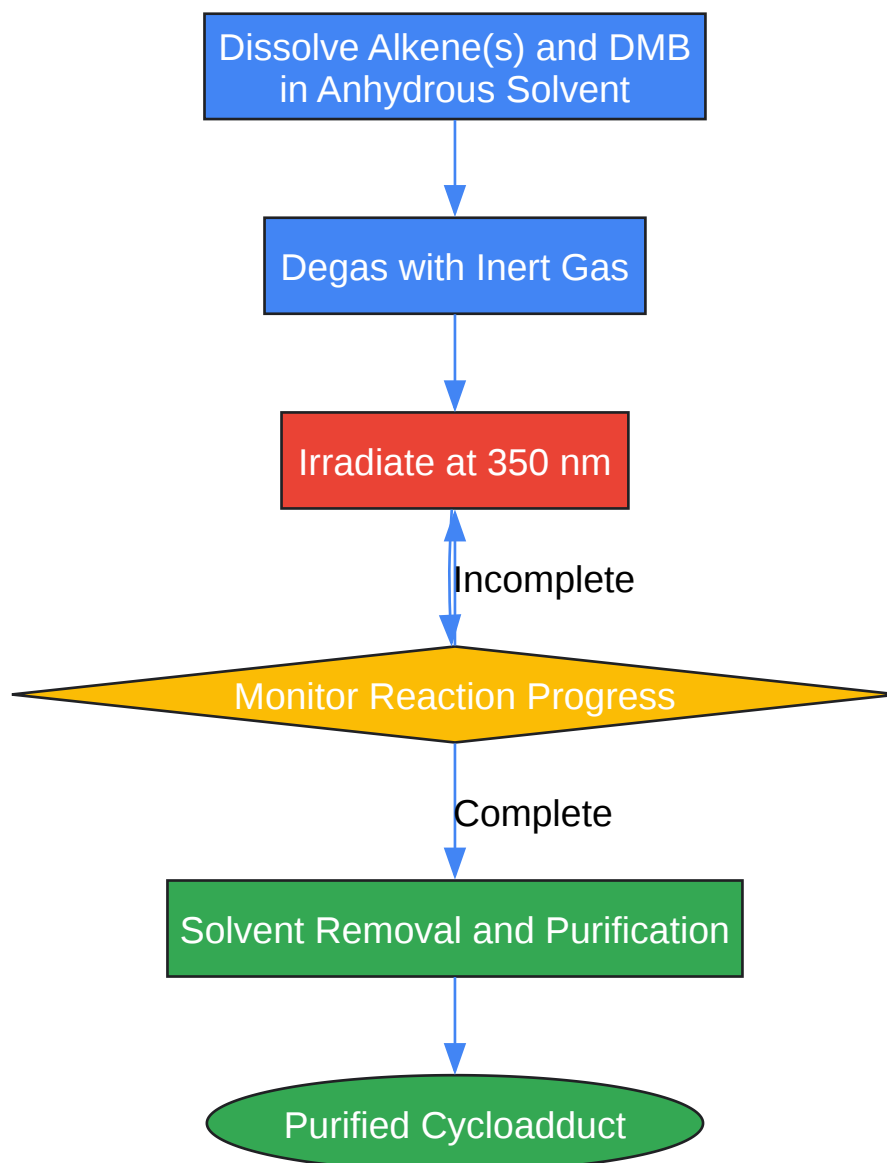 Dissolve Alkene(s) and DMB
in Anhydrous Solvent
Degas with Inert Gas
Irradiate at 350 nm
Incomplete
Monitor Reaction Progress
Complete
Solvent Removal and Purification
Purified Cycloadduct